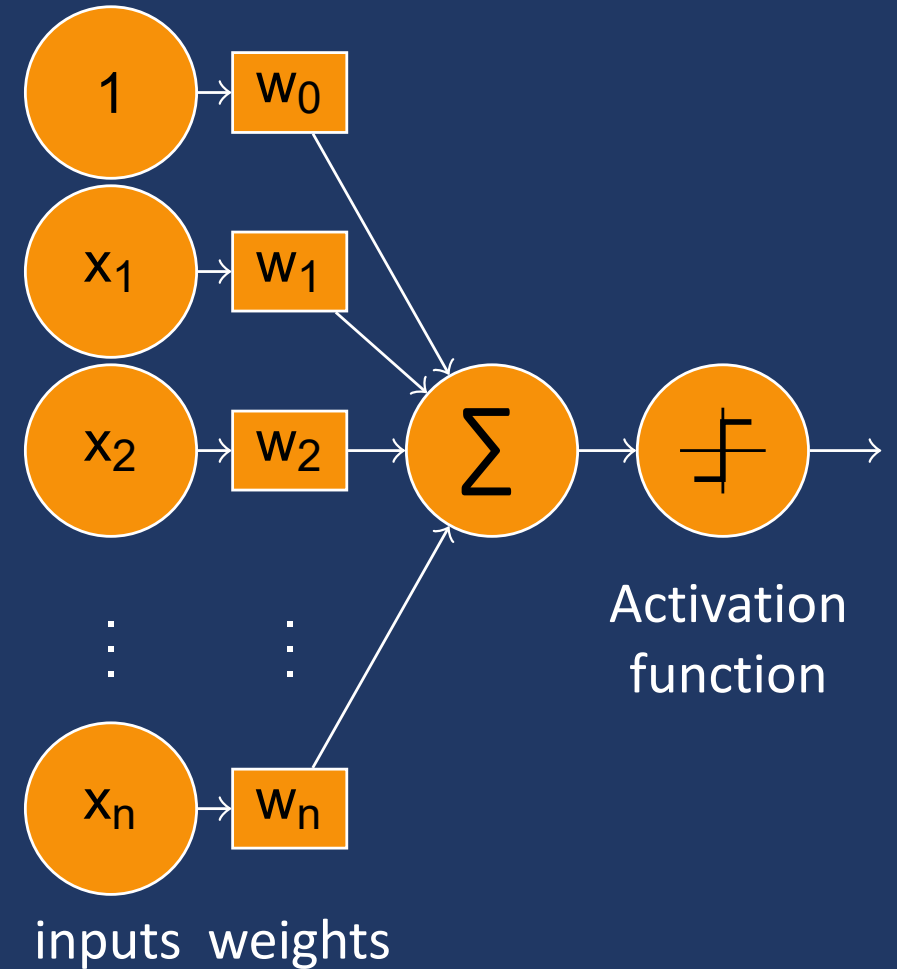 1 w₀
x₁ w₁
x₂ w₂ ∑
⋮ ⋮
Activation
function
xₙ wₙ
inputs weights